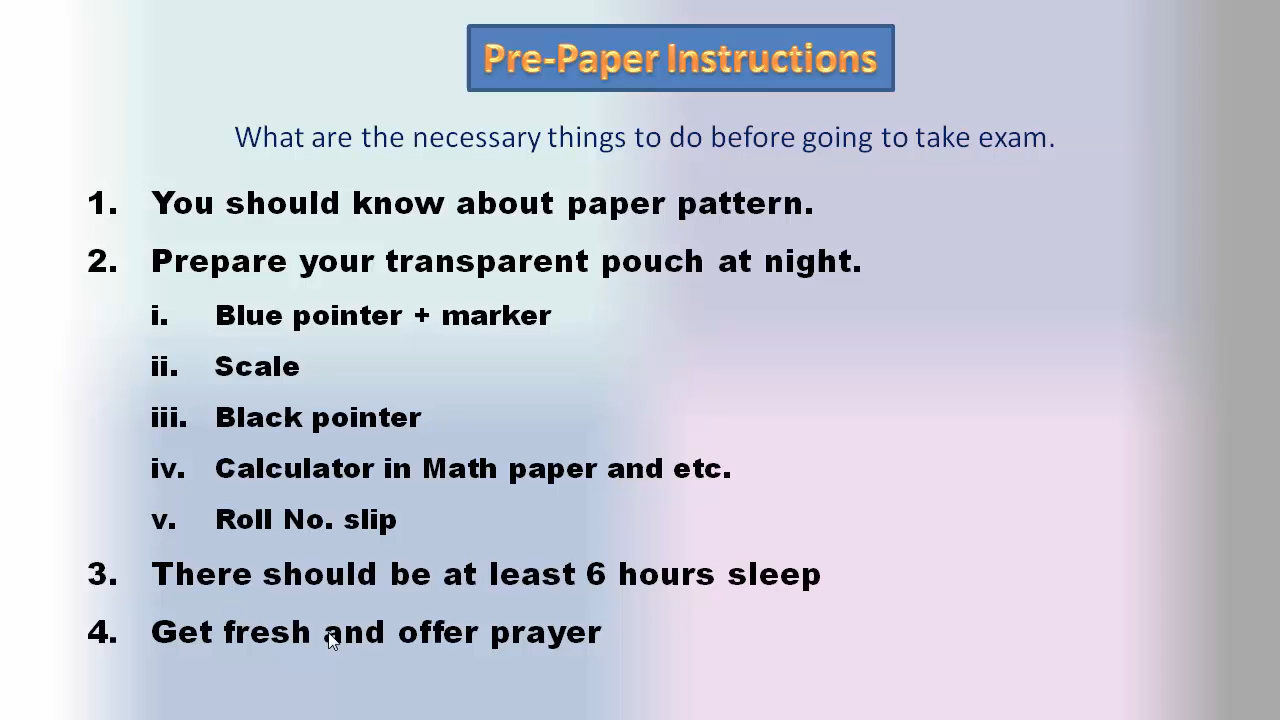 Pre-Paper Instructions
What are the necessary things to do before going to take exam.
1. You should know about paper pattern.
2. Prepare your transparent pouch at night.
i. Blue pointer + marker
ii. Scale
iii. Black pointer
iv. Calculator in Math paper and etc.
v. Roll No. slip
3. There should be at least 6 hours sleep
4. Get fresh and offer prayer